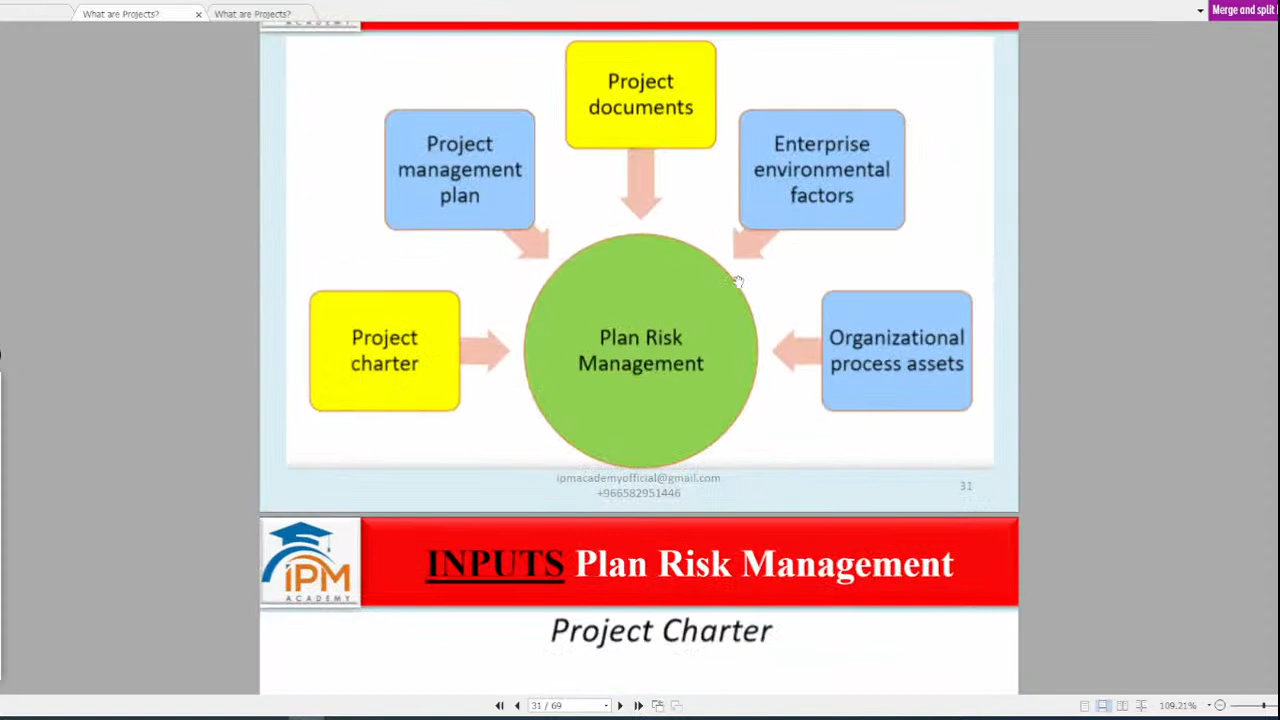 What are Projects?
What are Projects?
Merge and split
ACADEMY
Project
documents
Project
management
plan
Enterprise
environmental
factors
Project
charter
Plan Risk
Management
Organizational
process assets
ipmacademyofficial@gmail.com
+966582951446
31
iPM
ACADEMY
INPUTS Plan Risk Management
Project Charter
31 / 69
109.21%